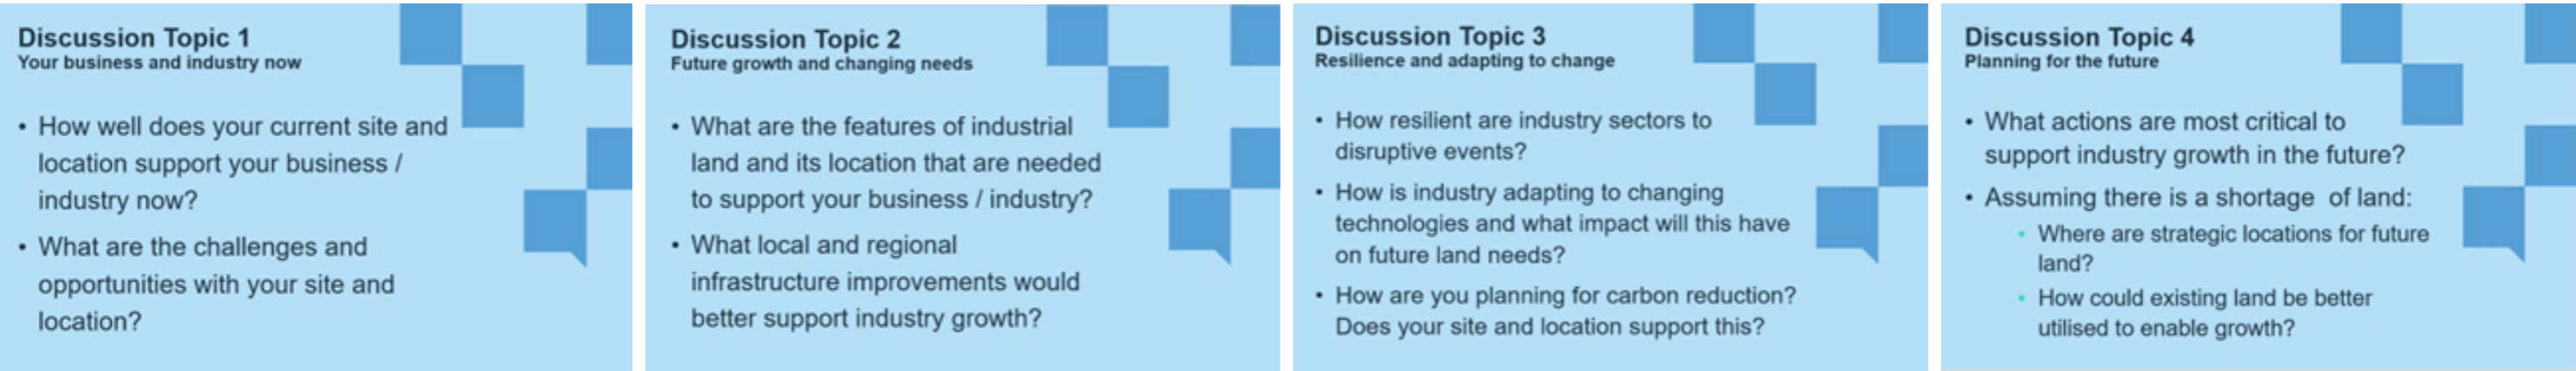 Discussion Topic 1
Your business and industry now
• How well does your current site and
location support your business /
industry now?
• What are the challenges and
opportunities with your site and
location?
Discussion Topic 2
Future growth and changing needs
• What are the features of industrial
land and its location that are needed
to support your business / industry?
• What local and regional
infrastructure improvements would
better support industry growth?
Discussion Topic 3
Resilience and adapting to change
• How resilient are industry sectors to
disruptive events?
• How is industry adapting to changing
technologies and what impact will this have
on future land needs?
• How are you planning for carbon reduction?
Does your site and location support this?
Discussion Topic 4
Planning for the future
• What actions are most critical to
support industry growth in the future?
• Assuming there is a shortage of land:
• Where are strategic locations for future
land?
• How could existing land be better
utilised to enable growth?